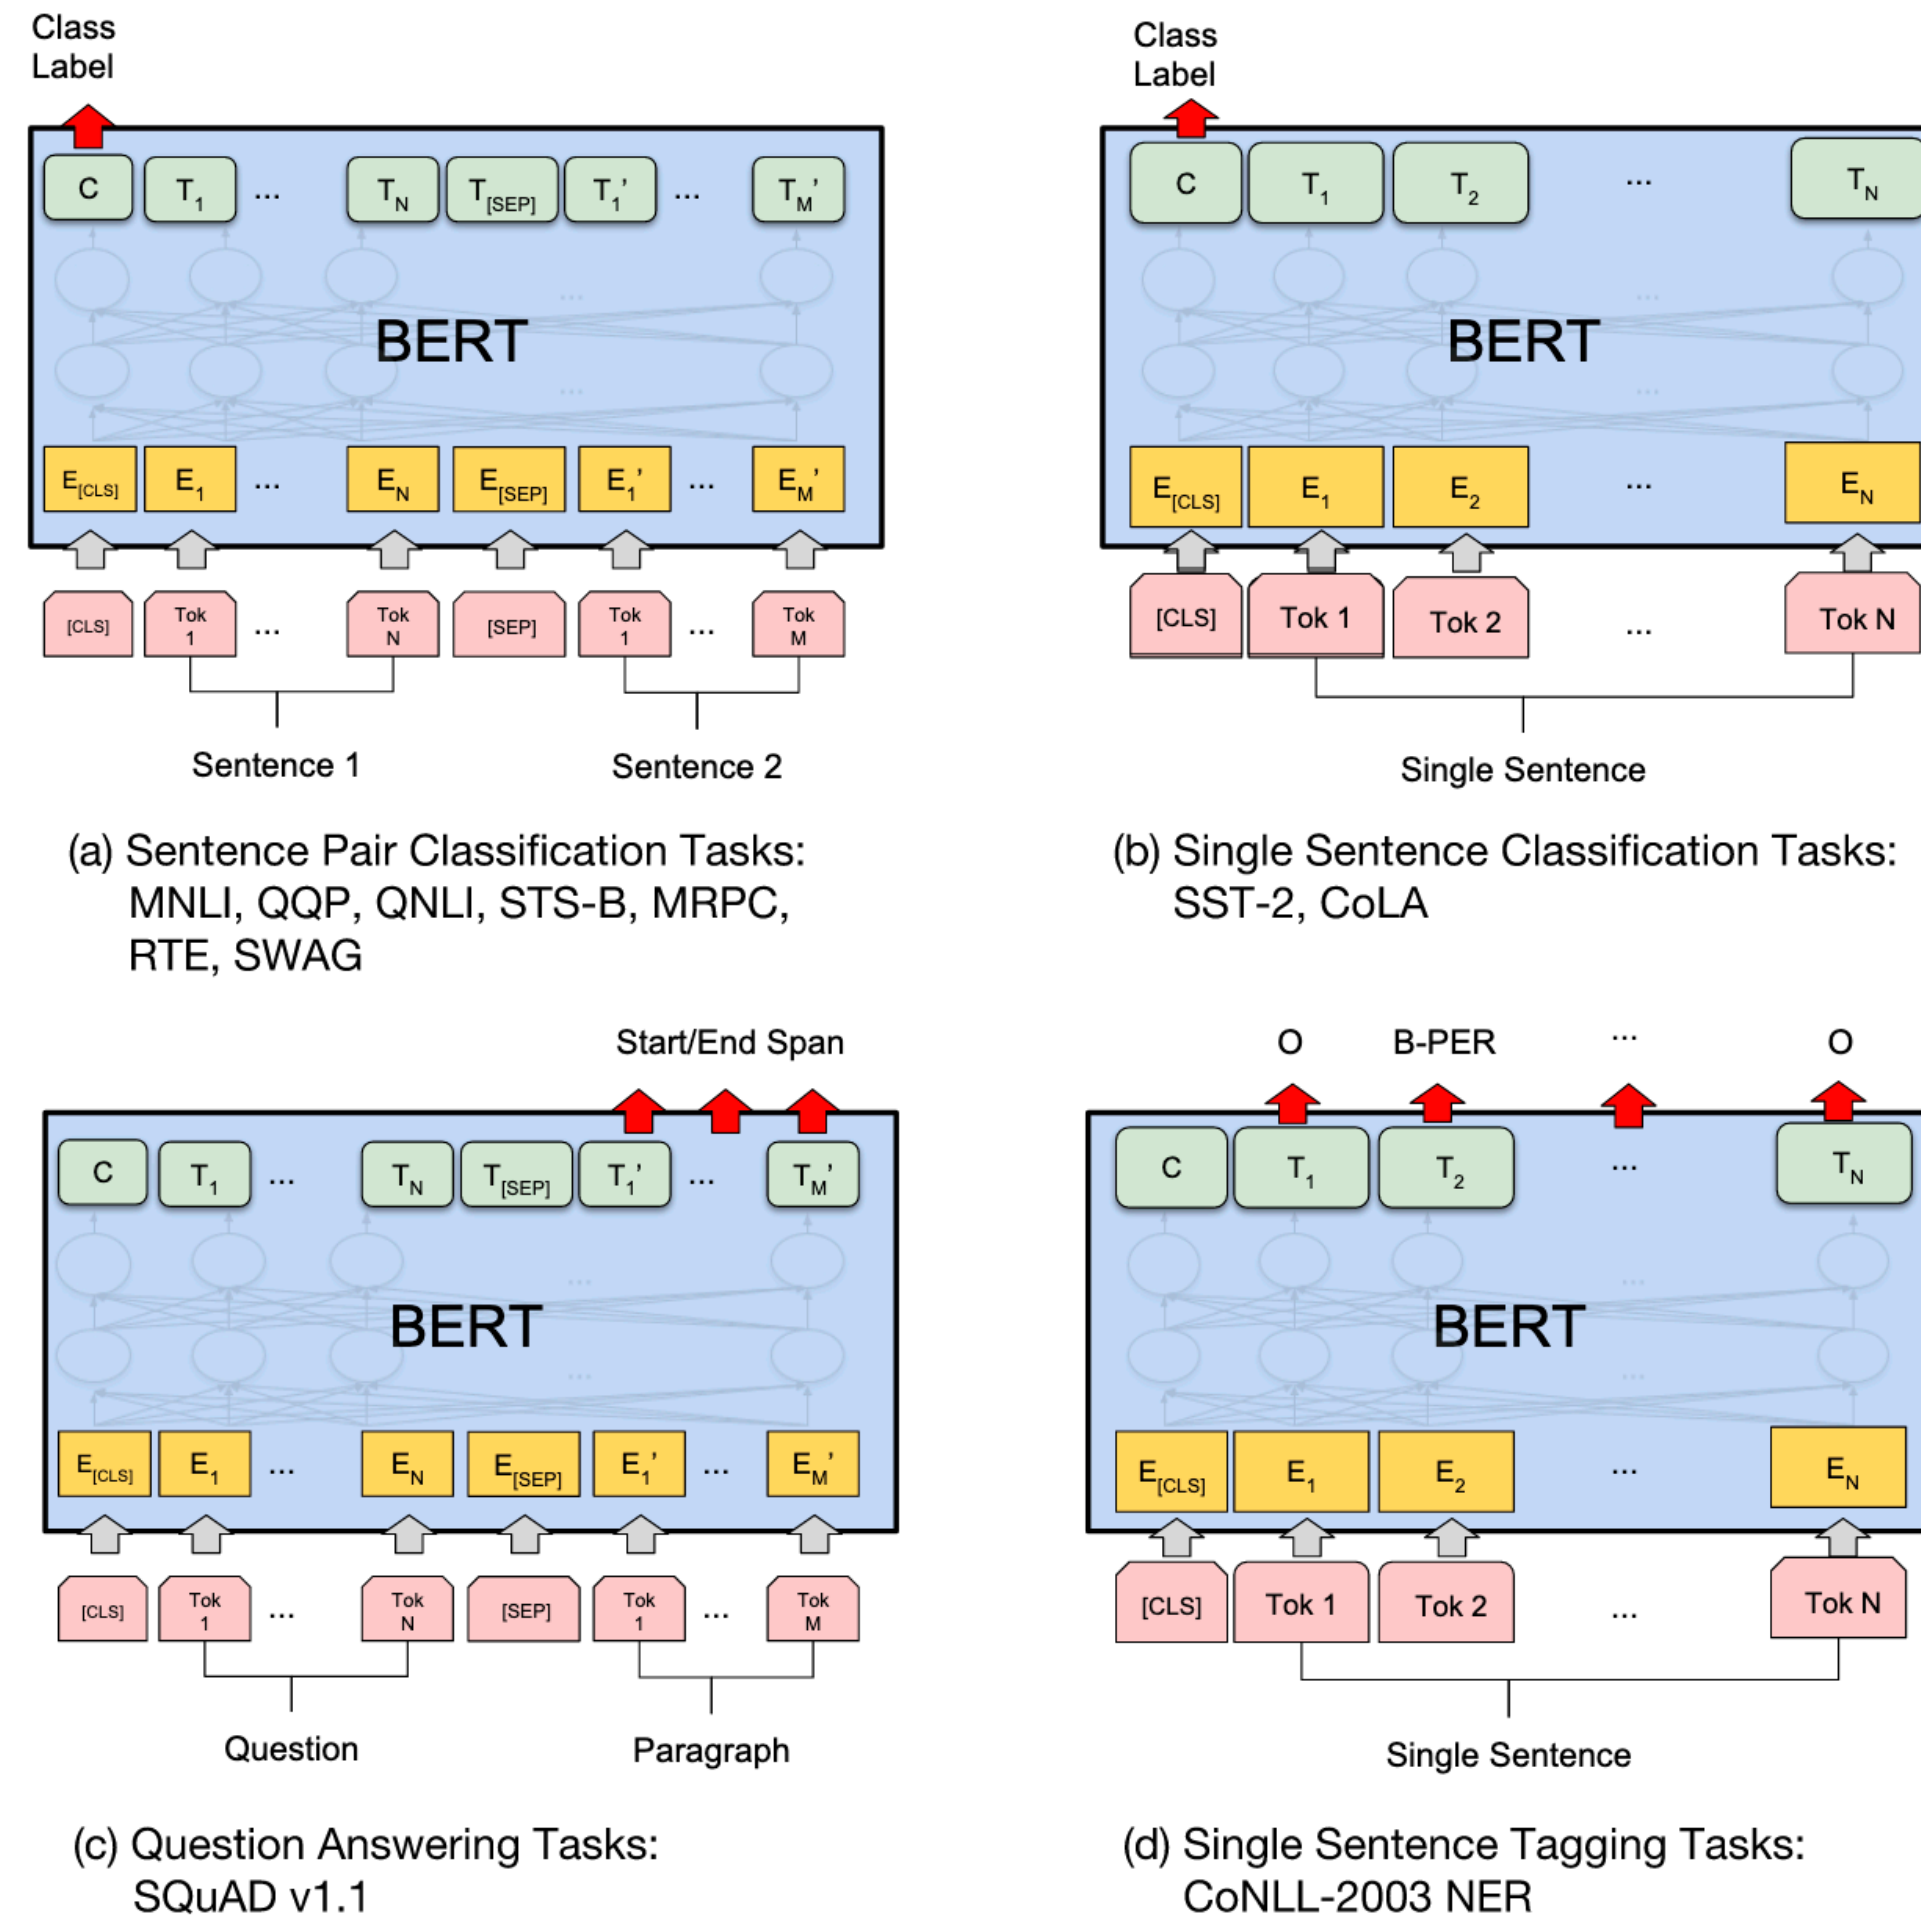 Class
Label
C T1 ... TN T[SEP] T1’ ... TM’
...
BERT
...
E[CLS] E1 ... EN E[SEP] E1’ ... EM’
[CLS] Tok 1 ... Tok N [SEP] Tok 1 ... Tok M
Sentence 1 Sentence 2
(a) Sentence Pair Classification Tasks:
MNLI, QQP, QNLI, STS-B, MRPC,
RTE, SWAG
Class
Label
C T1 T2 ... TN
...
BERT
...
E[CLS] E1 E2 ... EN
[CLS] Tok 1 Tok 2 ... Tok N
Single Sentence
(b) Single Sentence Classification Tasks:
SST-2, CoLA
Start/End Span
C T1 ... TN T[SEP] T1’ ... TM’
...
BERT
...
E[CLS] E1 ... EN E[SEP] E1’ ... EM’
[CLS] Tok 1 ... Tok N [SEP] Tok 1 ... Tok M
Question Paragraph
(c) Question Answering Tasks:
SQuAD v1.1
O B-PER ... O
C T1 T2 ... TN
...
BERT
...
E[CLS] E1 E2 ... EN
[CLS] Tok 1 Tok 2 ... Tok N
Single Sentence
(d) Single Sentence Tagging Tasks:
CoNLL-2003 NER